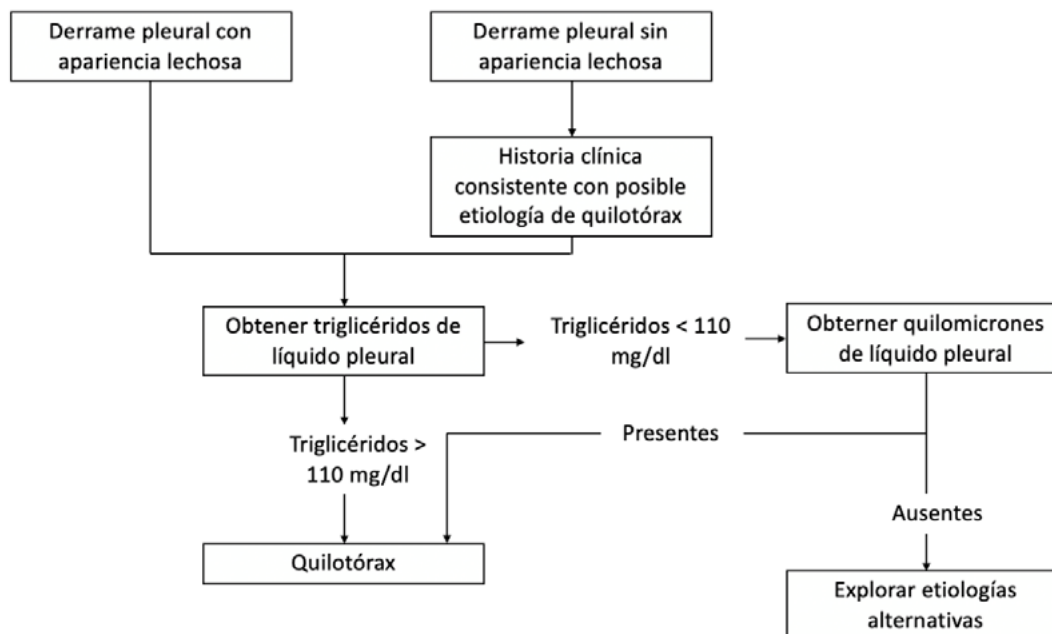 Derrame pleural con
apariencia lechosa
Derrame pleural sin
apariencia lechosa
Historia clínica
consistente con posible
etiología de quilotórax
Obtener triglicéridos de
líquido pleural
Triglicéridos < 110
mg/dl
Obterner quilomicrones
de líquido pleural
Triglicéridos >
110 mg/dl
Presentes
Ausentes
Quilotórax
Explorar etiologías
alternativas